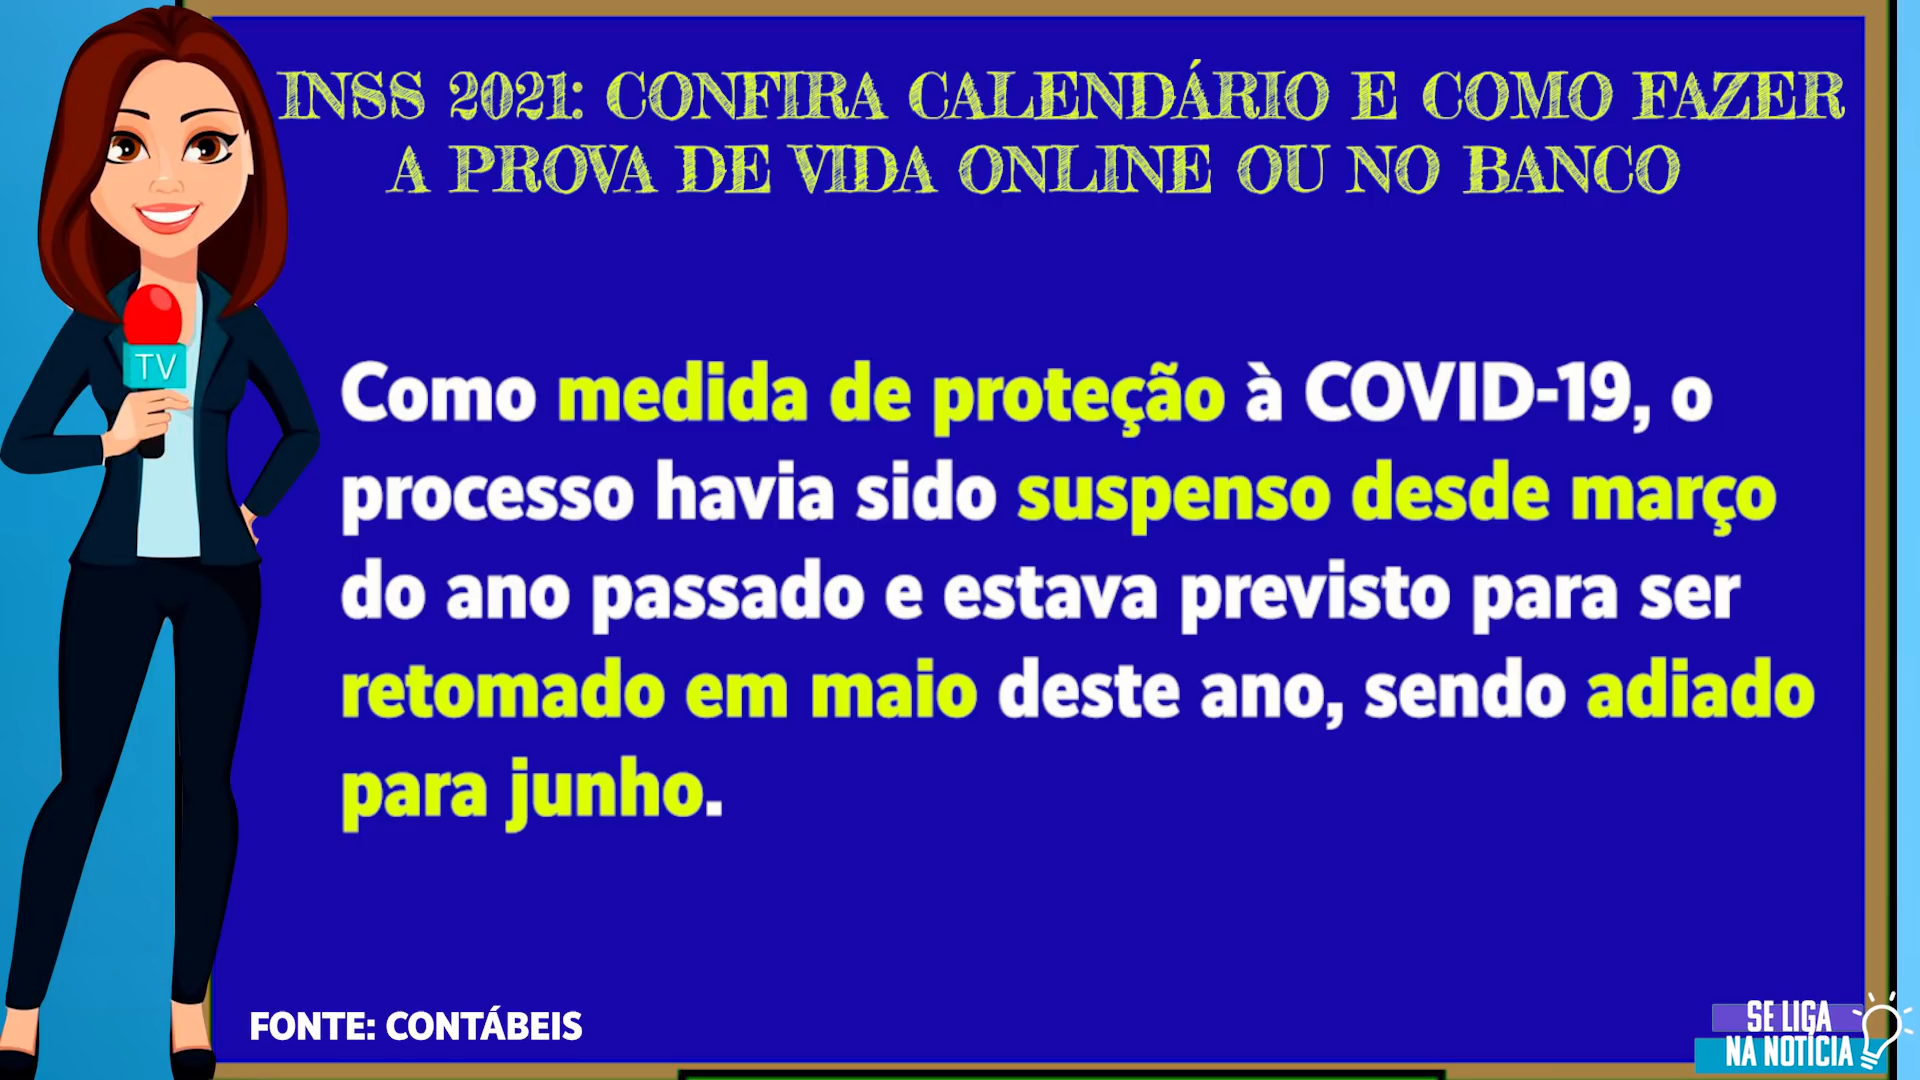 INSS 2021: CONFIRA CALENDÁRIO E COMO FAZER
A PROVA DE VIDA ONLINE OU NO BANCO
TV
Como medida de proteção à COVID-19, o
processo havia sido suspenso desde março
do ano passado e estava previsto para ser
retomado em maio deste ano, sendo adiado
para junho.
FONTE: CONTÁBEIS
SE LIGA
NA NOTÍCIA